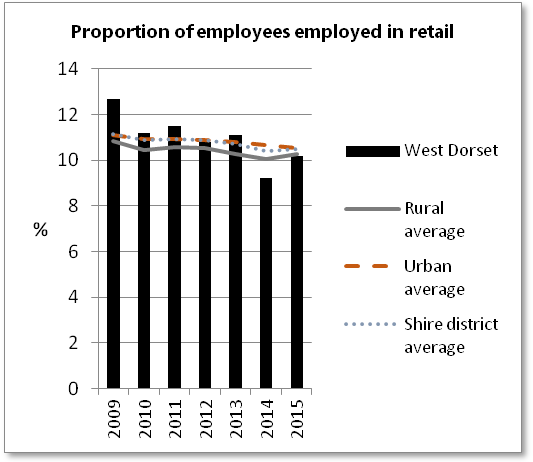 Proportion of employees employed in retail
14
12
10
8
6
4
2
0
%
2009
2010
2011
2012
2013
2014
2015
West Dorset
Rural
average
Urban
average
Shire district
average